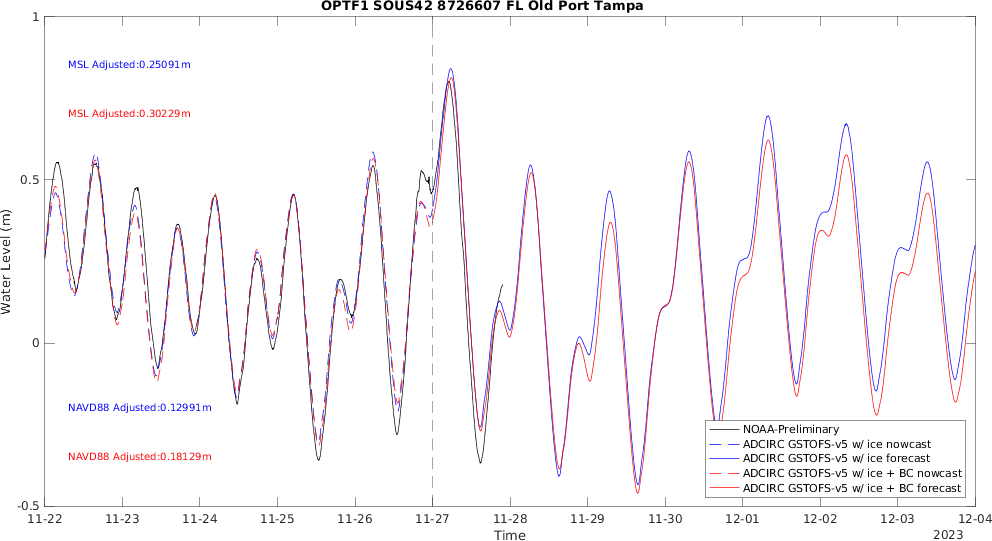 OPTF1 SOUS42 8726607 FL Old Port Tampa
1
0.5
0
-0.5
Water Level (m)
MSL Adjusted:0.25091m
MSL Adjusted:0.30229m
NAVD88 Adjusted:0.12991m
NAVD88 Adjusted:0.18129m
NOAA-Preliminary
ADCIRC GSTOFS-v5 w/ ice nowcast
ADCIRC GSTOFS-v5 w/ ice forecast
ADCIRC GSTOFS-v5 w/ ice + BC nowcast
ADCIRC GSTOFS-v5 w/ ice + BC forecast
11-22 11-23 11-24 11-25 11-26 11-27 11-28 11-29 11-30 12-01 12-02 12-03 12-04
Time
2023